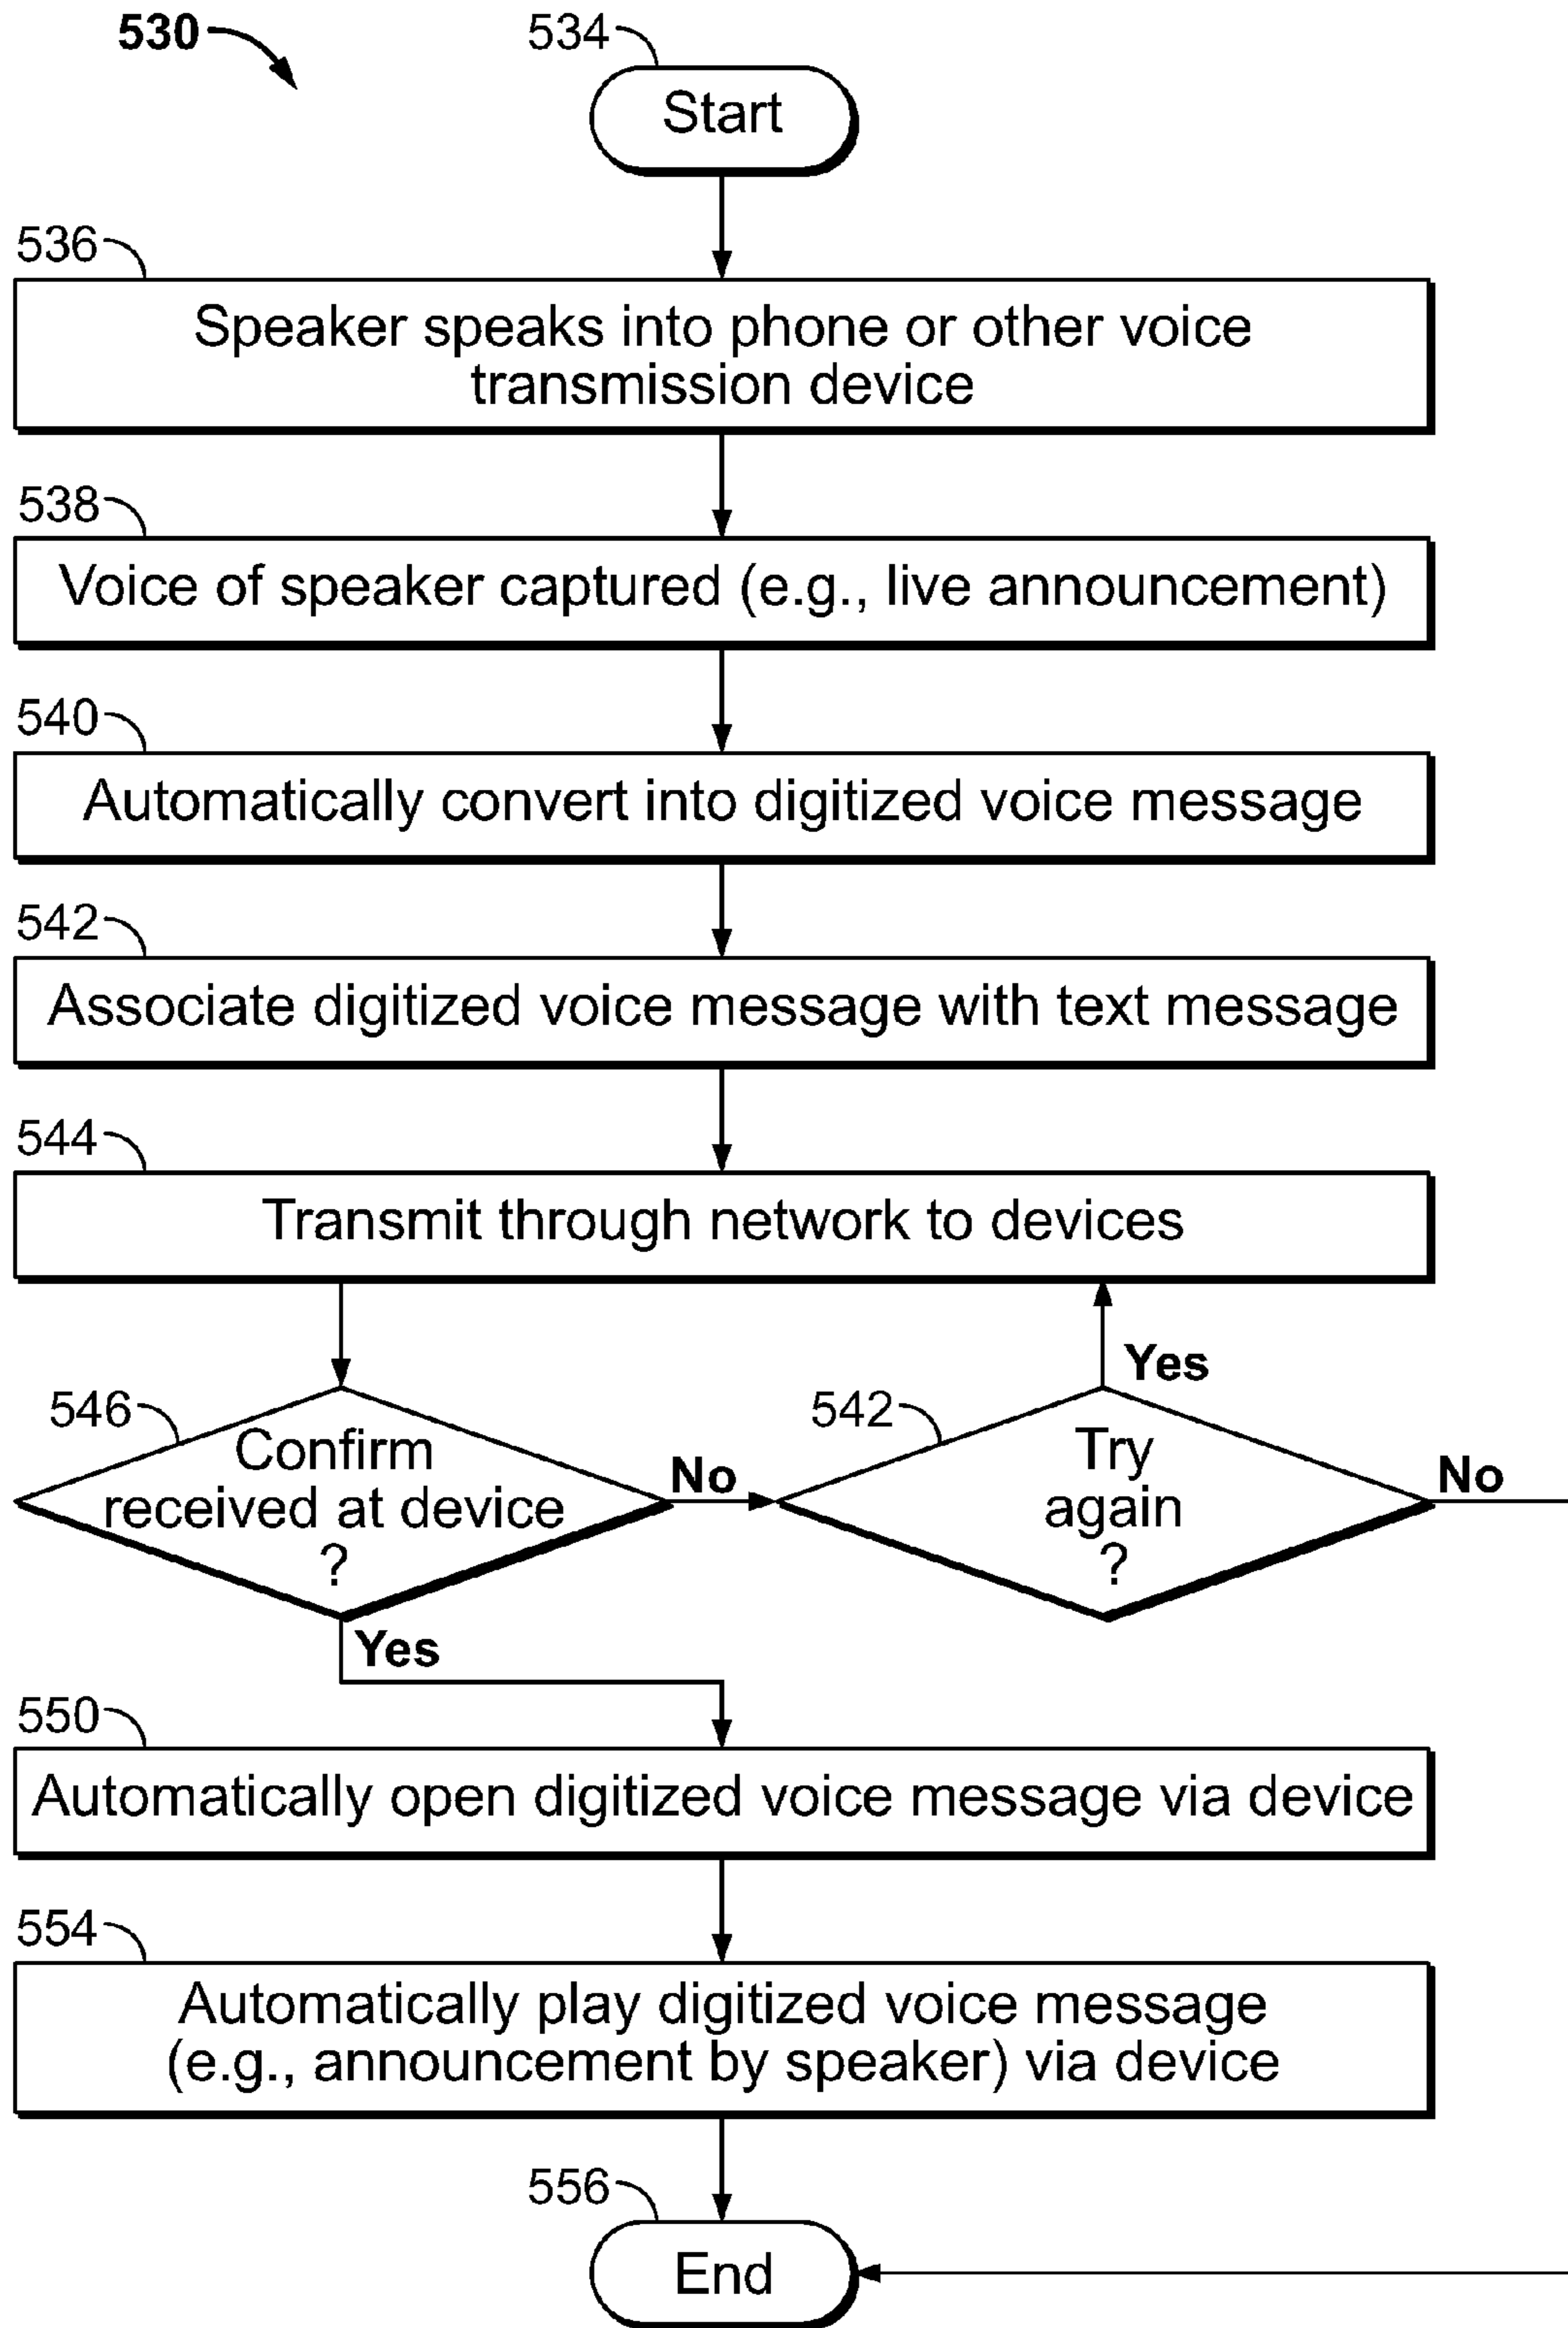 530
534
Start
536
Speaker speaks into phone or other voice
transmission device
538
Voice of speaker captured (e.g., live announcement)
540
Automatically convert into digitized voice message
542
Associate digitized voice message with text message
544
Transmit through network to devices
Yes
546
Confirm
received at device
?
No
542
Try
again
?
No
Yes
550
Automatically open digitized voice message via device
554
Automatically play digitized voice message
(e.g., announcement by speaker) via device
556
End